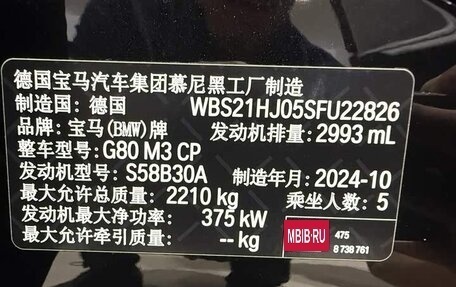 德国宝马汽车集团慕尼黑工厂制造
制造国: 德国 WBS21HJ05SFU22826
品牌: 宝马(BMW)牌 发动机排量: 2993 mL
整车型号: G80 M3 CP
发动机型号: S58B30A 制造年月: 2024-10
最大允许总质量: 2210 kg 乘坐人数: 5
发动机最大净功率: 375 kW
最大允许牵引质量: -- kg
MBIB.RU
475
8 738 761